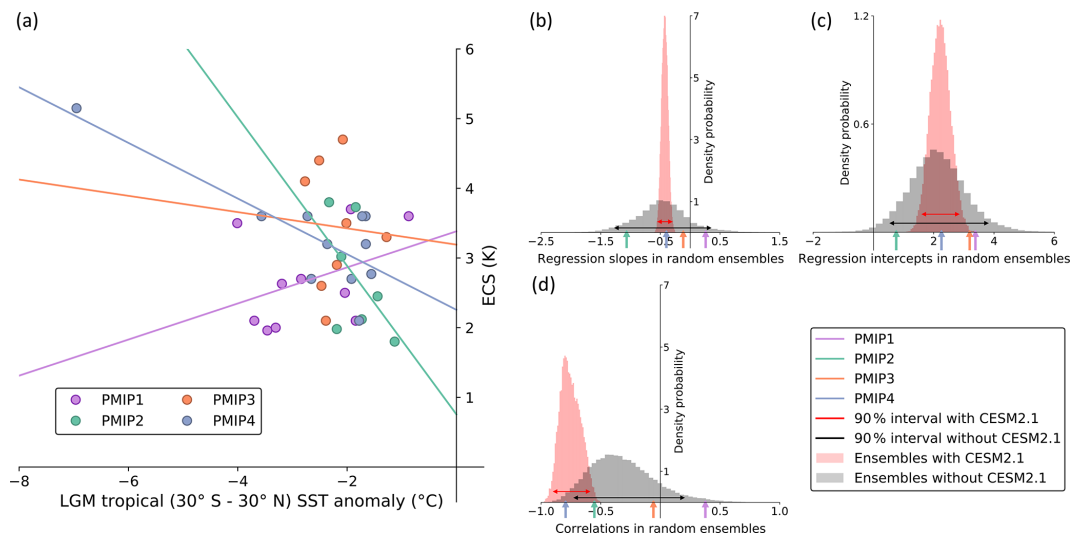 (a)
6
5
4
3
2
1
ECS (K)
−8
−6
−4
−2
LGM tropical (30° S - 30° N) SST anomaly (°C)
PMIP1
PMIP2
PMIP3
PMIP4
(b)
7
5
3
1
Density probability
−2.5
−1.5
−0.5
0.5
1.5
Regression slopes in random ensembles
(c)
1.2
0.6
Density probability
−2
0
2
4
6
Regression intercepts in random ensembles
(d)
7
5
3
1
Density probability
−1.0
−0.5
0.0
0.5
1.0
Correlations in random ensembles
PMIP1
PMIP2
PMIP3
PMIP4
90 % interval with CESM2.1
90 % interval without CESM2.1
Ensembles with CESM2.1
Ensembles without CESM2.1